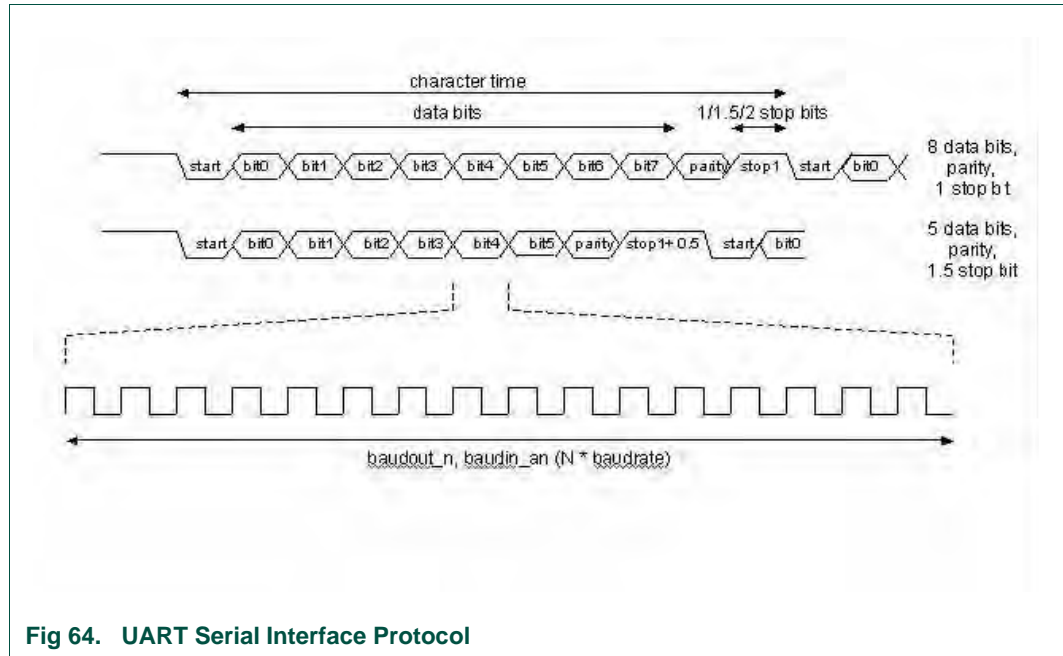 character time
data bits
1/1.5/2 stop bits
start bit0 bit1 bit2 bit3 bit4 bit5 bit6 bit7 parity stop1 start bit0
8 data bits,
parity,
1 stop bt
start bit0 bit1 bit2 bit3 bit4 bit5 parity stop1+0.5 start bit0
5 data bits,
parity,
1.5 stop bit
baudout_n, baudin_an (N * baudrate)
Fig 64. UART Serial Interface Protocol